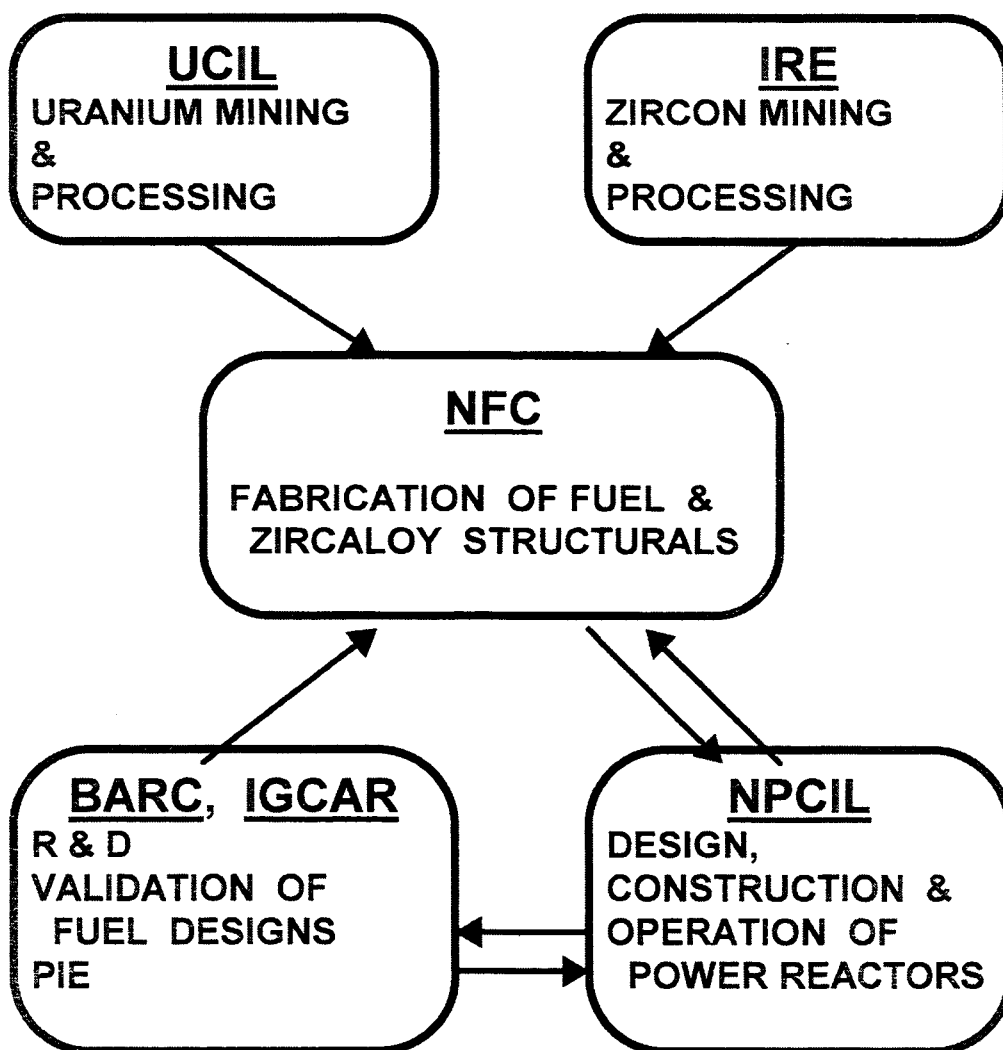 UCIL
URANIUM MINING
&
PROCESSING
IRE
ZIRCON MINING
&
PROCESSING
NFC
FABRICATION OF FUEL &
ZIRCALOY STRUCTURALS
BARC, IGCAR
R & D
VALIDATION OF
FUEL DESIGNS
PIE
NPCIL
DESIGN,
CONSTRUCTION &
OPERATION OF
POWER REACTORS